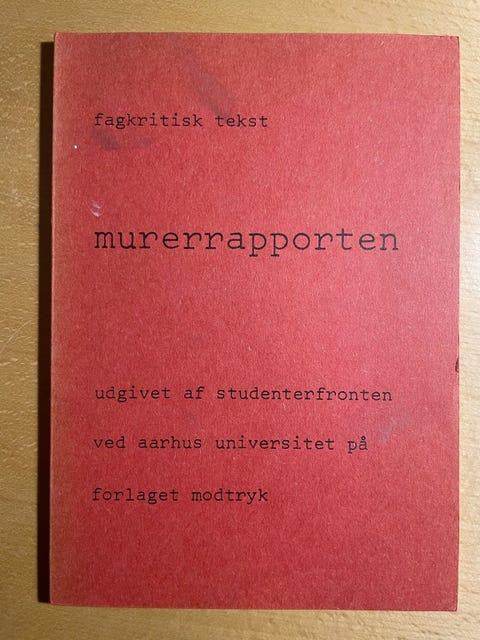 fagkritisk tekst
murerrapporten
udgivet af studenterfronten
ved aarhus universitet på
forlaget modtryk